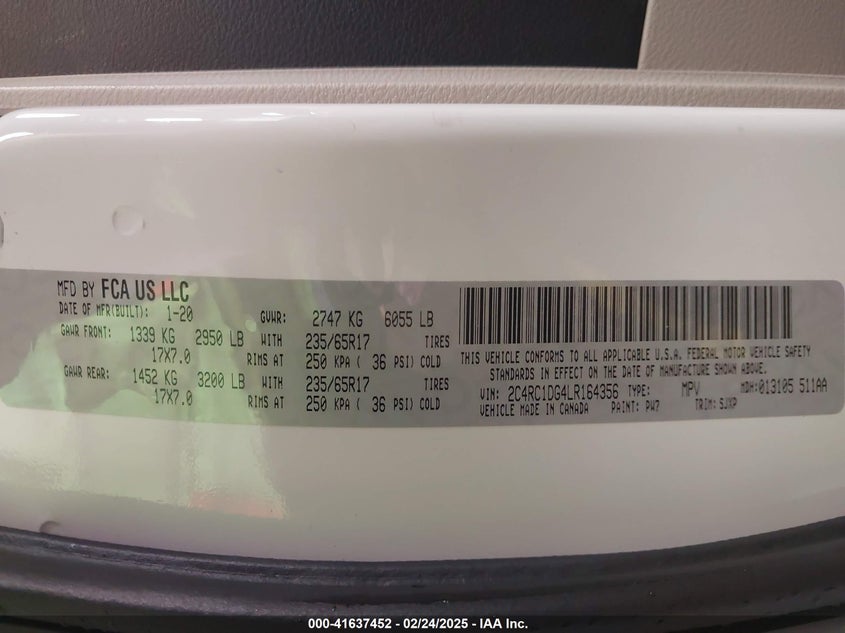 MFD BY FCA US LLC
DATE OF MFR(BUILT): 1-20 GVWR: 2747 KG 6055 LB
GAWR FRONT: 1339 KG 2950 LB WITH 235/65R17 TIRES
17X7.0 RIMS AT 250 KPA ( 36 PSI) COLD
GAWR REAR: 1452 KG 3200 LB WITH 235/65R17 TIRES
17X7.0 RIMS AT 250 KPA ( 36 PSI) COLD
THIS VEHICLE CONFORMS TO ALL APPLICABLE U.S.A. FEDERAL MOTOR VEHICLE SAFETY
STANDARDS IN EFFECT ON THE DATE OF MANUFACTURE SHOWN ABOVE.
VIN: 2C4RC1DG4LR164356 TYPE: MPV MDH:013105 511AA
VEHICLE MADE IN CANADA PAINT: PW7 TRIM: SJXP
000-41637452 - 02/24/2025 - IAA Inc.